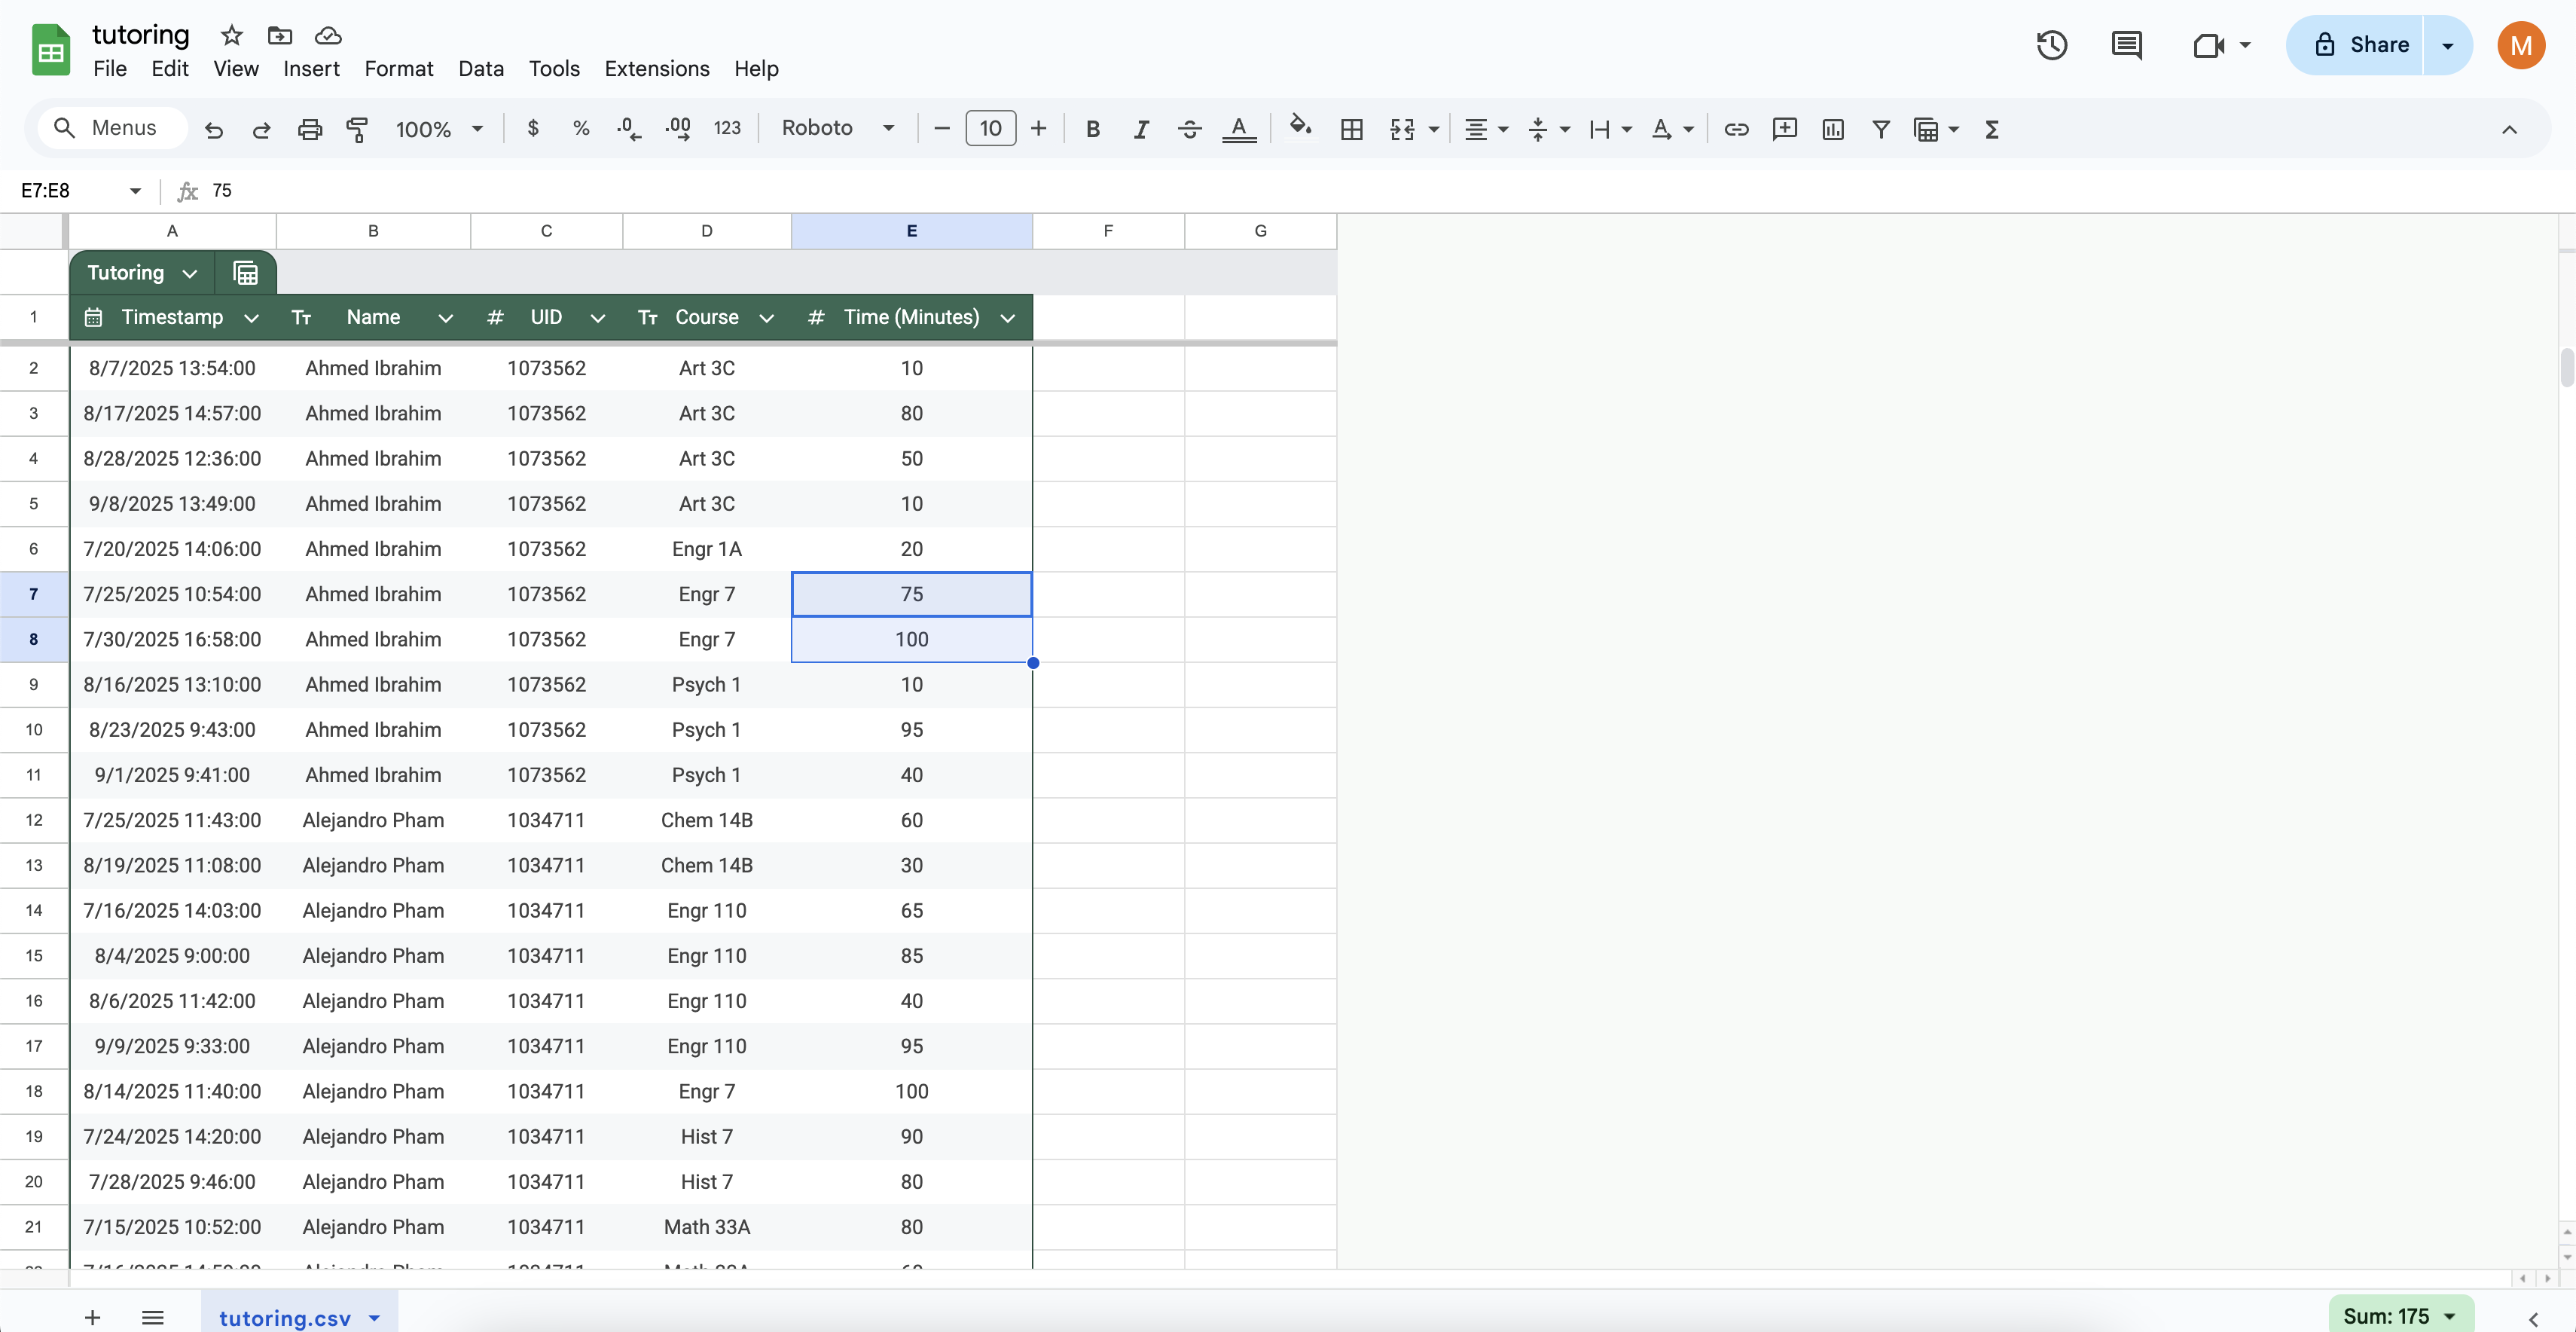 tutoring
File Edit View Insert Format Data Tools Extensions Help
Share
M
Menus 100% $ % .0 .00 123 Roboto 10 B I S A Σ
E7:E8 fx 75
A B C D E F G
Tutoring
1 Timestamp Tт Name # UID Tт Course # Time (Minutes)
2 8/7/2025 13:54:00 Ahmed Ibrahim 1073562 Art 3C 10
3 8/17/2025 14:57:00 Ahmed Ibrahim 1073562 Art 3C 80
4 8/28/2025 12:36:00 Ahmed Ibrahim 1073562 Art 3C 50
5 9/8/2025 13:49:00 Ahmed Ibrahim 1073562 Art 3C 10
6 7/20/2025 14:06:00 Ahmed Ibrahim 1073562 Engr 1A 20
7 7/25/2025 10:54:00 Ahmed Ibrahim 1073562 Engr 7 75
8 7/30/2025 16:58:00 Ahmed Ibrahim 1073562 Engr 7 100
9 8/16/2025 13:10:00 Ahmed Ibrahim 1073562 Psych 1 10
10 8/23/2025 9:43:00 Ahmed Ibrahim 1073562 Psych 1 95
11 9/1/2025 9:41:00 Ahmed Ibrahim 1073562 Psych 1 40
12 7/25/2025 11:43:00 Alejandro Pham 1034711 Chem 14B 60
13 8/19/2025 11:08:00 Alejandro Pham 1034711 Chem 14B 30
14 7/16/2025 14:03:00 Alejandro Pham 1034711 Engr 110 65
15 8/4/2025 9:00:00 Alejandro Pham 1034711 Engr 110 85
16 8/6/2025 11:42:00 Alejandro Pham 1034711 Engr 110 40
17 9/9/2025 9:33:00 Alejandro Pham 1034711 Engr 110 95
18 8/14/2025 11:40:00 Alejandro Pham 1034711 Engr 7 100
19 7/24/2025 14:20:00 Alejandro Pham 1034711 Hist 7 90
20 7/28/2025 9:46:00 Alejandro Pham 1034711 Hist 7 80
21 7/15/2025 10:52:00 Alejandro Pham 1034711 Math 33A 80
tutoring.csv
Sum: 175